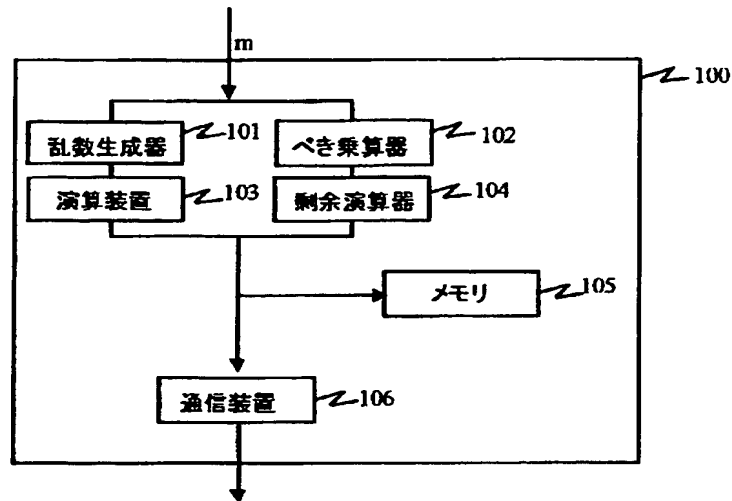 m
100
乱数生成器 101
べき乗算器 102
演算装置 103
剰余演算器 104
メモリ 105
通信装置 106